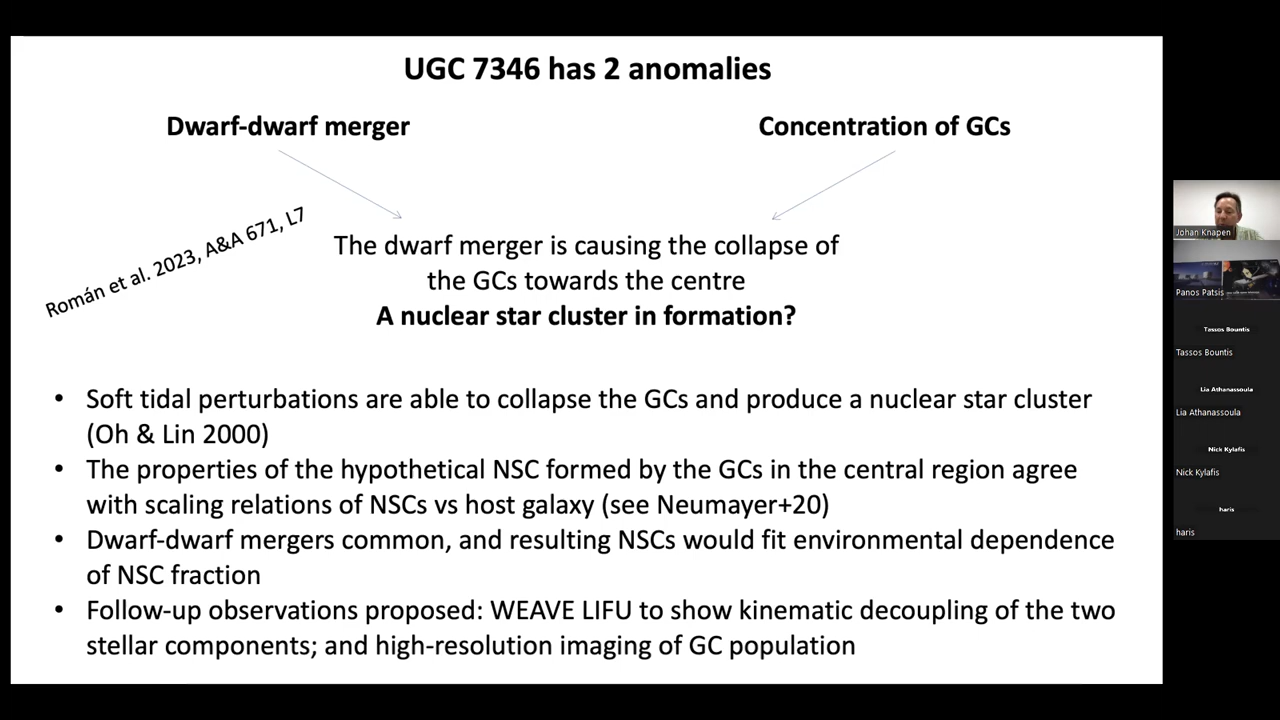 UGC 7346 has 2 anomalies
Dwarf-dwarf merger
Concentration of GCs
Román et al. 2023, A&A 671, L7
The dwarf merger is causing the collapse of
the GCs towards the centre
A nuclear star cluster in formation?
• Soft tidal perturbations are able to collapse the GCs and produce a nuclear star cluster
(Oh & Lin 2000)
• The properties of the hypothetical NSC formed by the GCs in the central region agree
with scaling relations of NSCs vs host galaxy (see Neumayer+20)
• Dwarf-dwarf mergers common, and resulting NSCs would fit environmental dependence
of NSC fraction
• Follow-up observations proposed: WEAVE LIFU to show kinematic decoupling of the two
stellar components; and high-resolution imaging of GC population
Johan Knapen
Panos Patsis
Tassos Bountis
Tassos Bountis
Lia Athanassoula
Lia Athanassoula
Nick Kylafis
Nick Kylafis
haris
haris